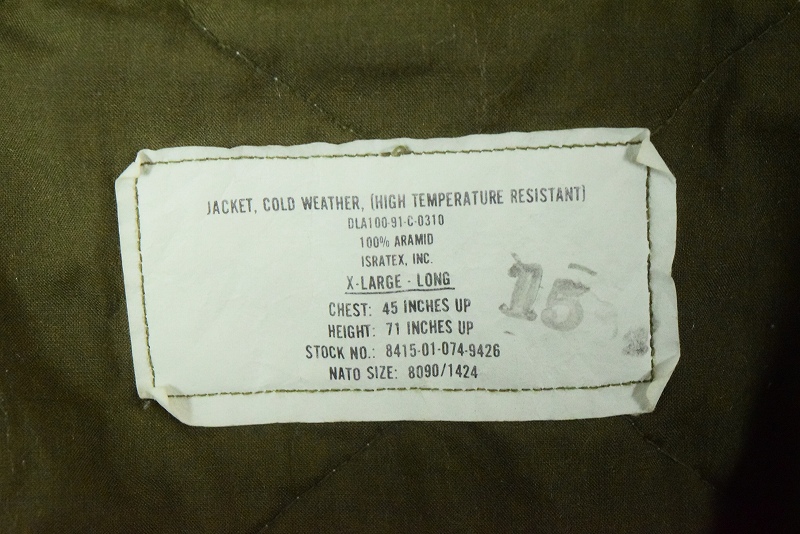 JACKET, COLD WEATHER, (HIGH TEMPERATURE RESISTANT)
DLA100-91-C-0310
100% ARAMID
ISRATEX, INC.
X-LARGE - LONG
CHEST: 45 INCHES UP
HEIGHT: 71 INCHES UP
STOCK NO.: 8415-01-074-9426
NATO SIZE: 8090/1424
15